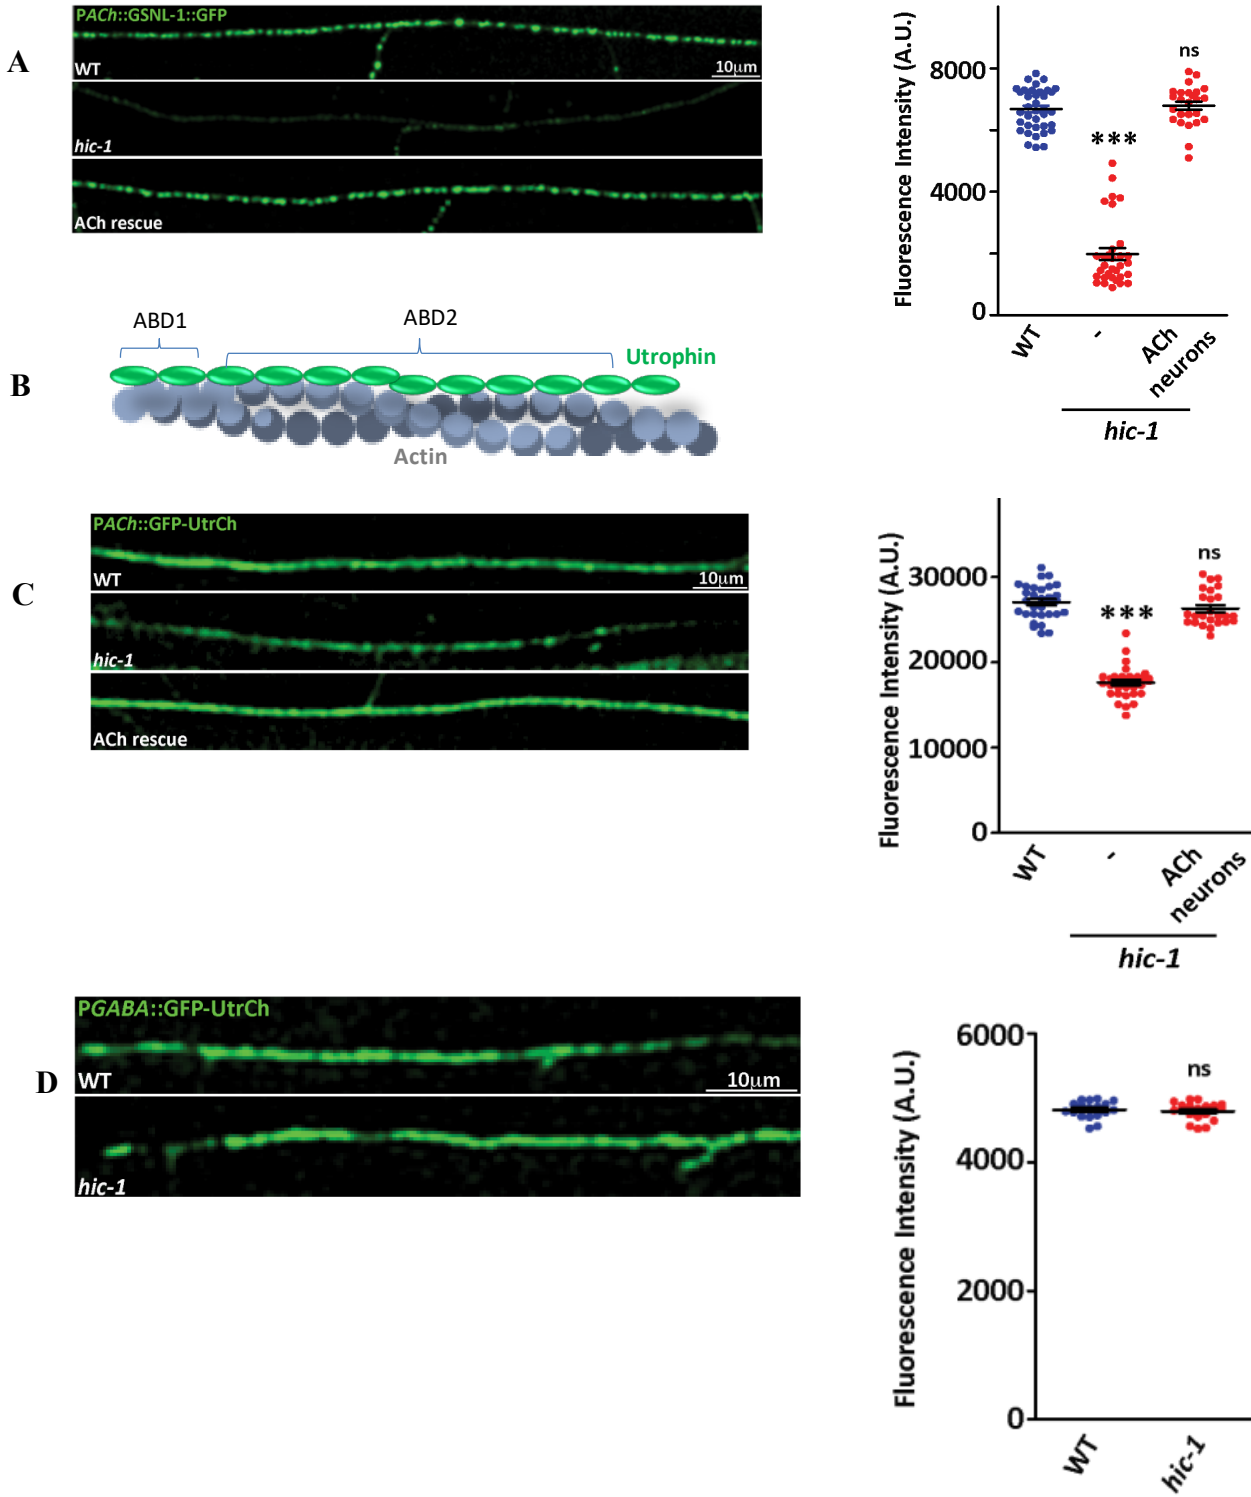 A
PACh::GSNL-1::GFP
WT
10µm
hic-1
ACh rescue
Fluorescence Intensity (A.U.)
8000
4000
0
ns
***
WT
-
ACh
neurons
hic-1
B
ABD1
ABD2
Utrophin
Actin
C
PACh::GFP-UtrCh
WT
10µm
hic-1
ACh rescue
Fluorescence Intensity (A.U.)
30000
20000
10000
0
ns
***
WT
-
ACh
neurons
hic-1
D
PGABA::GFP-UtrCh
WT
10µm
hic-1
Fluorescence Intensity (A.U.)
6000
4000
2000
0
ns
WT
hic-1